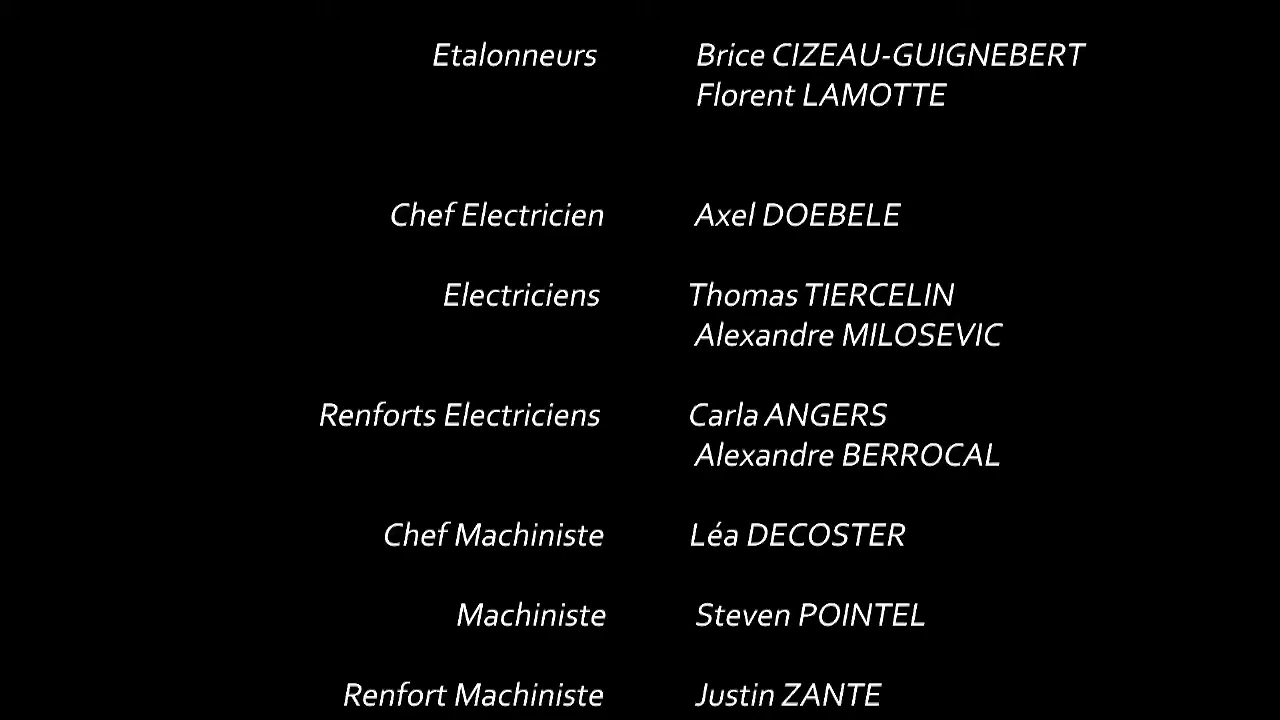 Etalonneurs Brice CIZEAU-GUIGNEBERT
Florent LAMOTTE
Chef Electricien Axel DOEBELE
Electriciens Thomas TIERCELIN
Alexandre MILOSEVIC
Renforts Electriciens Carla ANGERS
Alexandre BERROCAL
Chef Machiniste Léa DECOSTER
Machiniste Steven POINTEL
Renfort Machiniste Justin ZANTE